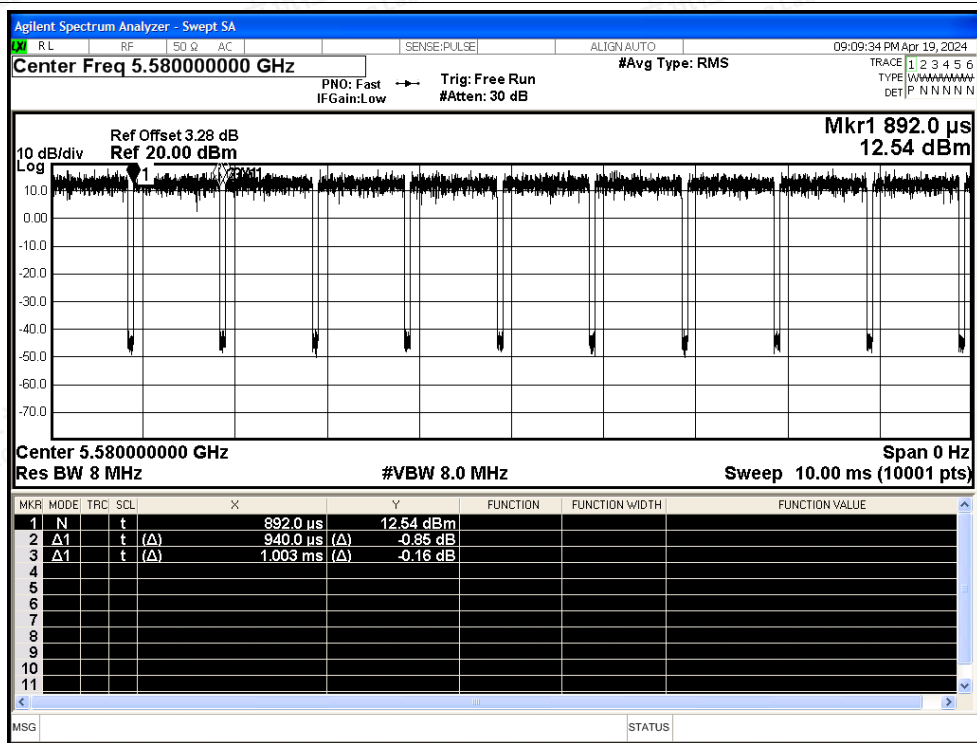 Agilent Spectrum Analyzer - Swept SA
LXI RL RF 50 Ω AC SENSE:PULSE ALIGN AUTO 09:09:34 PM Apr 19, 2024
Center Freq 5.580000000 GHz #Avg Type: RMS TRACE 1 2 3 4 5 6
PNO: Fast Trig: Free Run TYPE
IFGain:Low #Atten: 30 dB DET P N N N N N
Mkr1 892.0 µs
Ref Offset 3.28 dB
10 dB/div Ref 20.00 dBm 12.54 dBm
Log
1
10.0
0.00
-10.0
-20.0
-30.0
-40.0
-50.0
-60.0
-70.0
Center 5.580000000 GHz Span 0 Hz
Res BW 8 MHz #VBW 8.0 MHz Sweep 10.00 ms (10001 pts)
MKR MODE TRC SCL X Y FUNCTION FUNCTION WIDTH FUNCTION VALUE
1 N t 892.0 µs 12.54 dBm
2 Δ1 t (Δ) 940.0 µs (Δ) -0.85 dB
3 Δ1 t (Δ) 1.003 ms (Δ) -0.16 dB
4
5
6
7
8
9
10
11
MSG STATUS